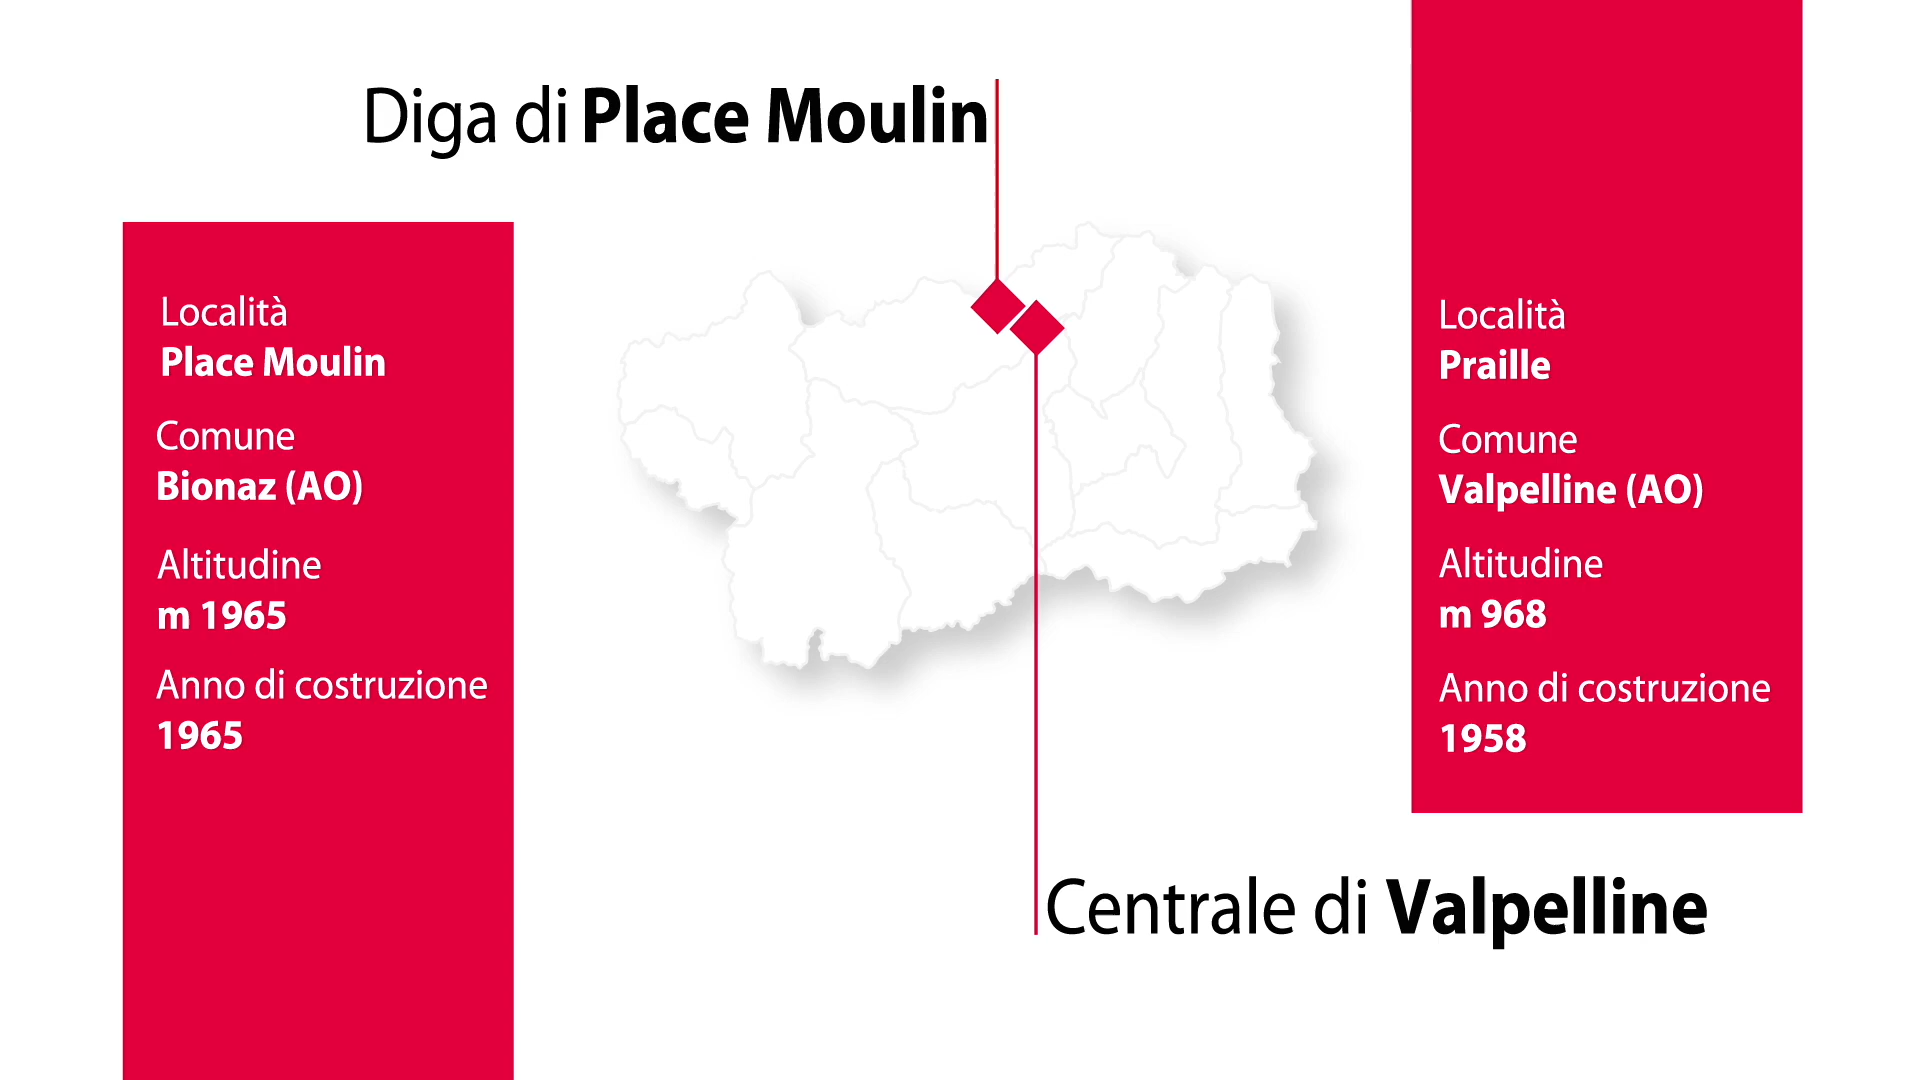 Diga di Place Moulin
Località
Place Moulin
Comune
Bionaz (AO)
Altitudine
m 1965
Anno di costruzione
1965
Località
Praille
Comune
Valpelline (AO)
Altitudine
m 968
Anno di costruzione
1958
Centrale di Valpelline